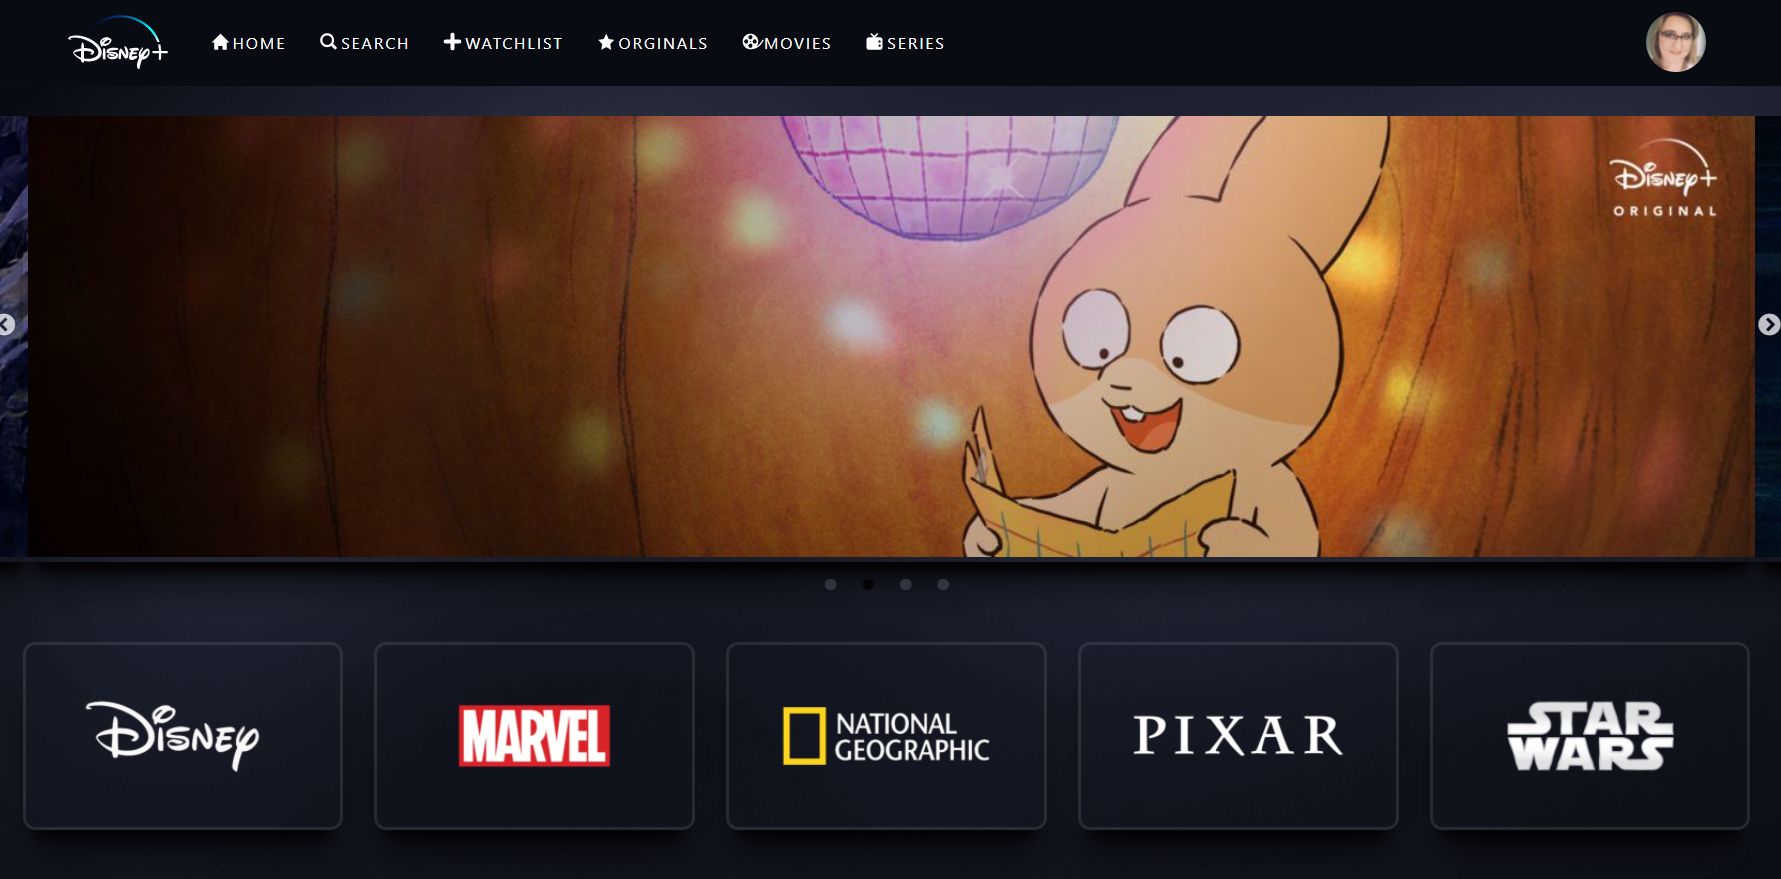 Disney+
HOME
SEARCH
WATCHLIST
ORGINALS
MOVIES
SERIES
Disney+
ORIGINAL
Disney
MARVEL
NATIONAL
GEOGRAPHIC
PIXAR
STAR
WARS